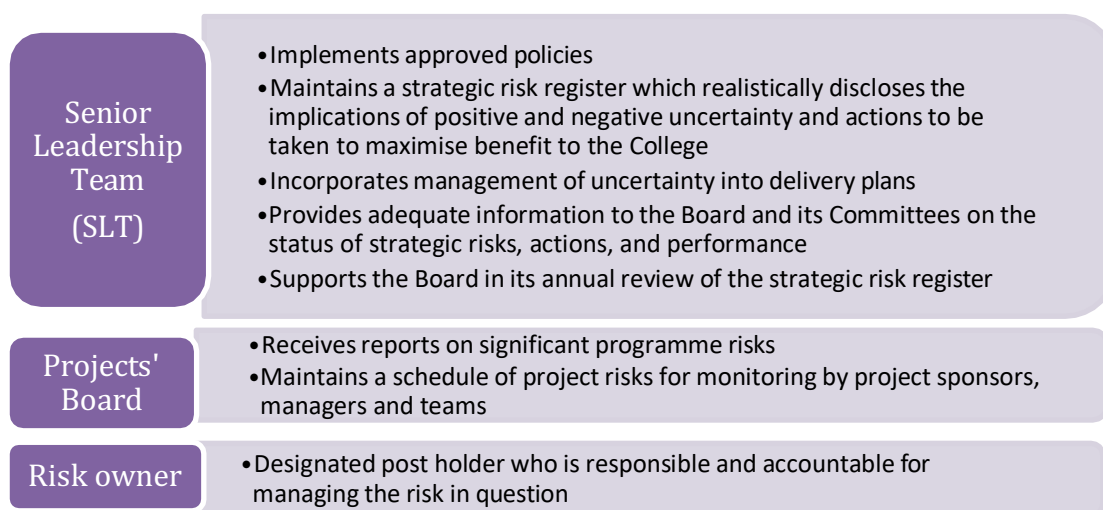 Senior
Leadership
Team
(SLT)
•Implements approved policies
•Maintains a strategic risk register which realistically discloses the
implications of positive and negative uncertainty and actions to be
taken to maximise benefit to the College
•Incorporates management of uncertainty into delivery plans
•Provides adequate information to the Board and its Committees on the
status of strategic risks, actions, and performance
•Supports the Board in its annual review of the strategic risk register
Projects'
Board
•Receives reports on significant programme risks
•Maintains a schedule of project risks for monitoring by project sponsors,
managers and teams
Risk owner
•Designated post holder who is responsible and accountable for
managing the risk in question